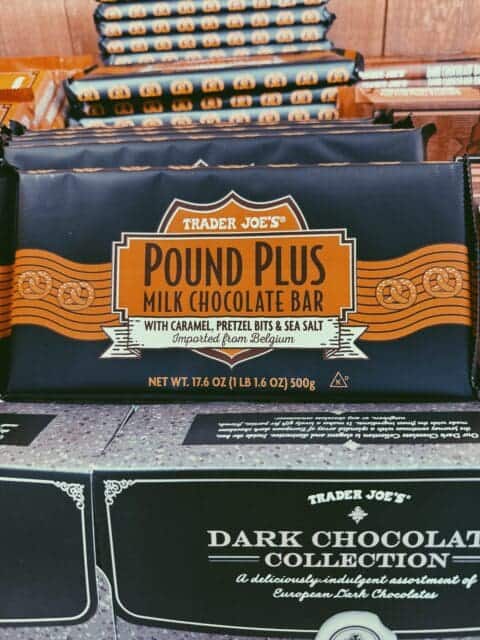 TRADER JOE'S®
POUND PLUS
MILK CHOCOLATE BAR
WITH CARAMEL, PRETZEL BITS & SEA SALT
Imported from Belgium
NET WT. 17.6 OZ (1 LB 1.6 OZ) 500g
TRADER JOE'S®
DARK CHOCOLAT
COLLECTION
A deliciously indulgent assortment of
European Dark Chocolates